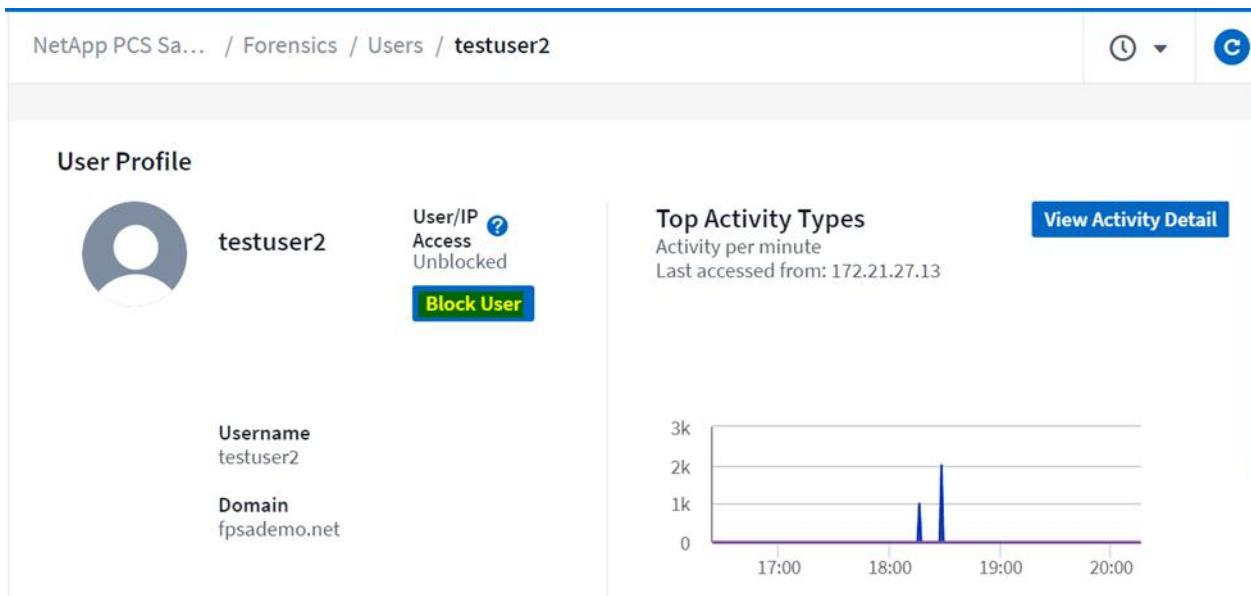 NetApp PCS Sa... / Forensics / Users / testuser2
User Profile
testuser2
User/IP
Access
Unblocked
Block User
Username
testuser2
Domain
fpsademo.net
Top Activity Types
Activity per minute
Last accessed from: 172.21.27.13
View Activity Detail
3k
2k
1k
0
17:00 18:00 19:00 20:00